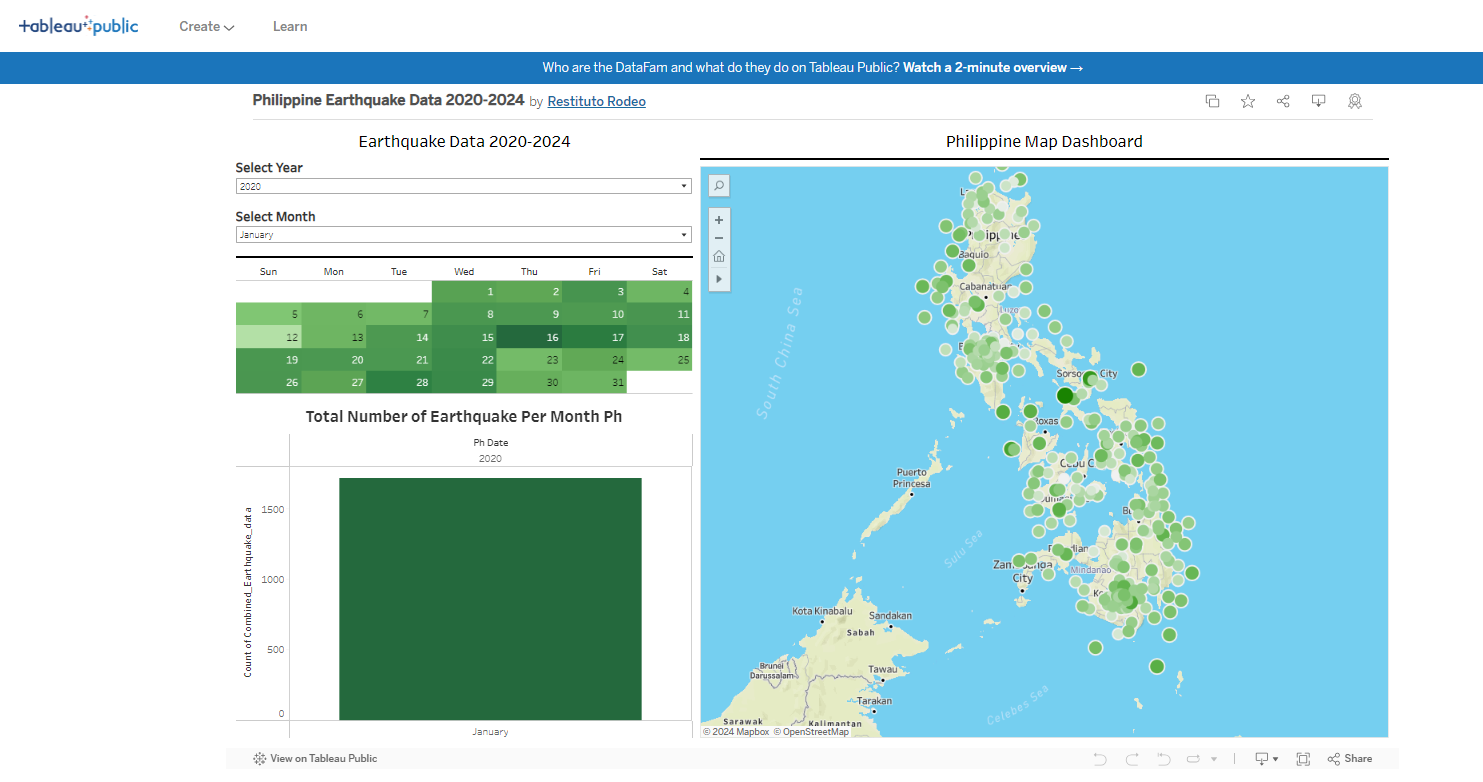 tableau public
Create
Learn
Who are the DataFam and what do they do on Tableau Public? Watch a 2-minute overview →
Philippine Earthquake Data 2020-2024 by Restituto Rodeo
Earthquake Data 2020-2024
Select Year
2020
Select Month
January
Sun Mon Tue Wed Thu Fri Sat
1 2 3 4
5 6 7 8 9 10 11
12 13 14 15 16 17 18
19 20 21 22 23 24 25
26 27 28 29 30 31
Total Number of Earthquake Per Month Ph
Ph Date
2020
Count of Combined_Earthquake_data
1500
1000
500
0
January
Philippine Map Dashboard
Baguio
Cabanatuan
South China Sea
Sorsogon City
Roxas
Puerto
Princesa
Sulu Sea
Mindanao
City
Kota Kinabalu
Sandakan
Sabah
Brunei
Darussalam
Tawau
Tarakan
Celebes Sea
Sarawak
Kalimantan
© 2024 Mapbox © OpenStreetMap
View on Tableau Public
Share